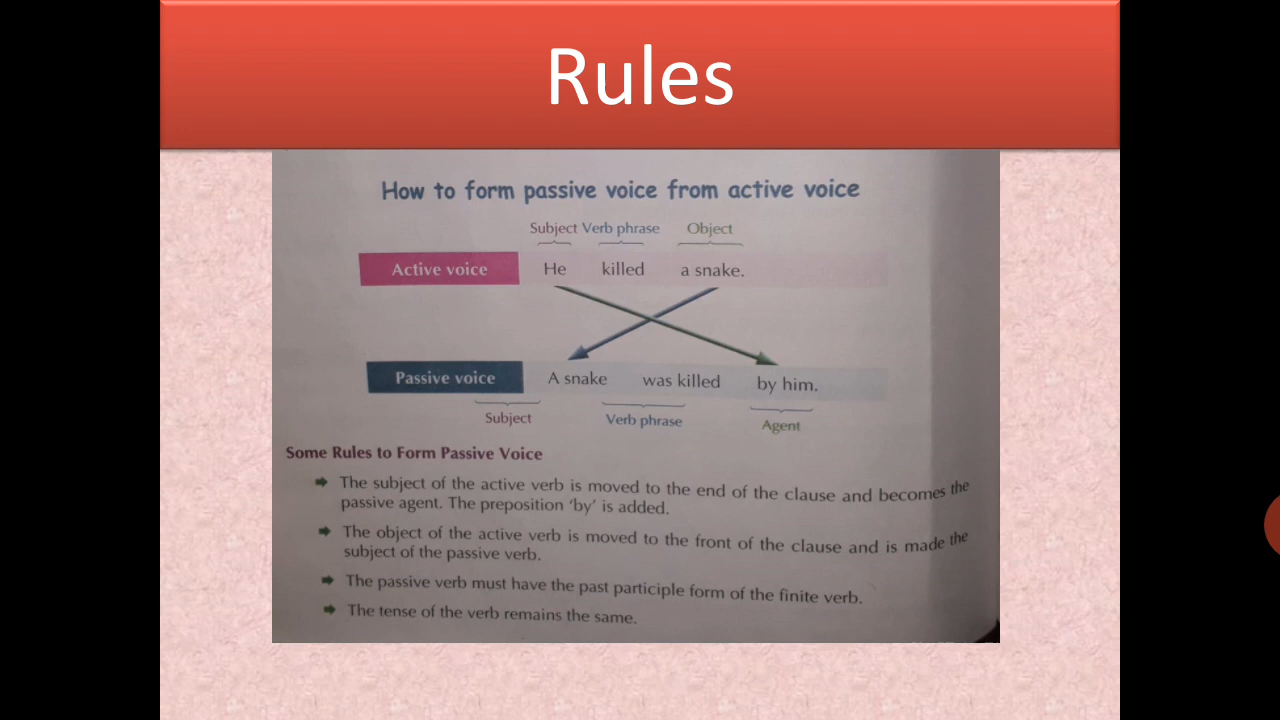 Rules
How to form passive voice from active voice
Subject Verb phrase Object
Active voice He killed a snake.
Passive voice A snake was killed by him.
Subject Verb phrase Agent
Some Rules to Form Passive Voice
The subject of the active verb is moved to the end of the clause and becomes the
passive agent. The preposition ‘by’ is added.
The object of the active verb is moved to the front of the clause and is made the
subject of the passive verb.
The passive verb must have the past participle form of the finite verb.
The tense of the verb remains the same.